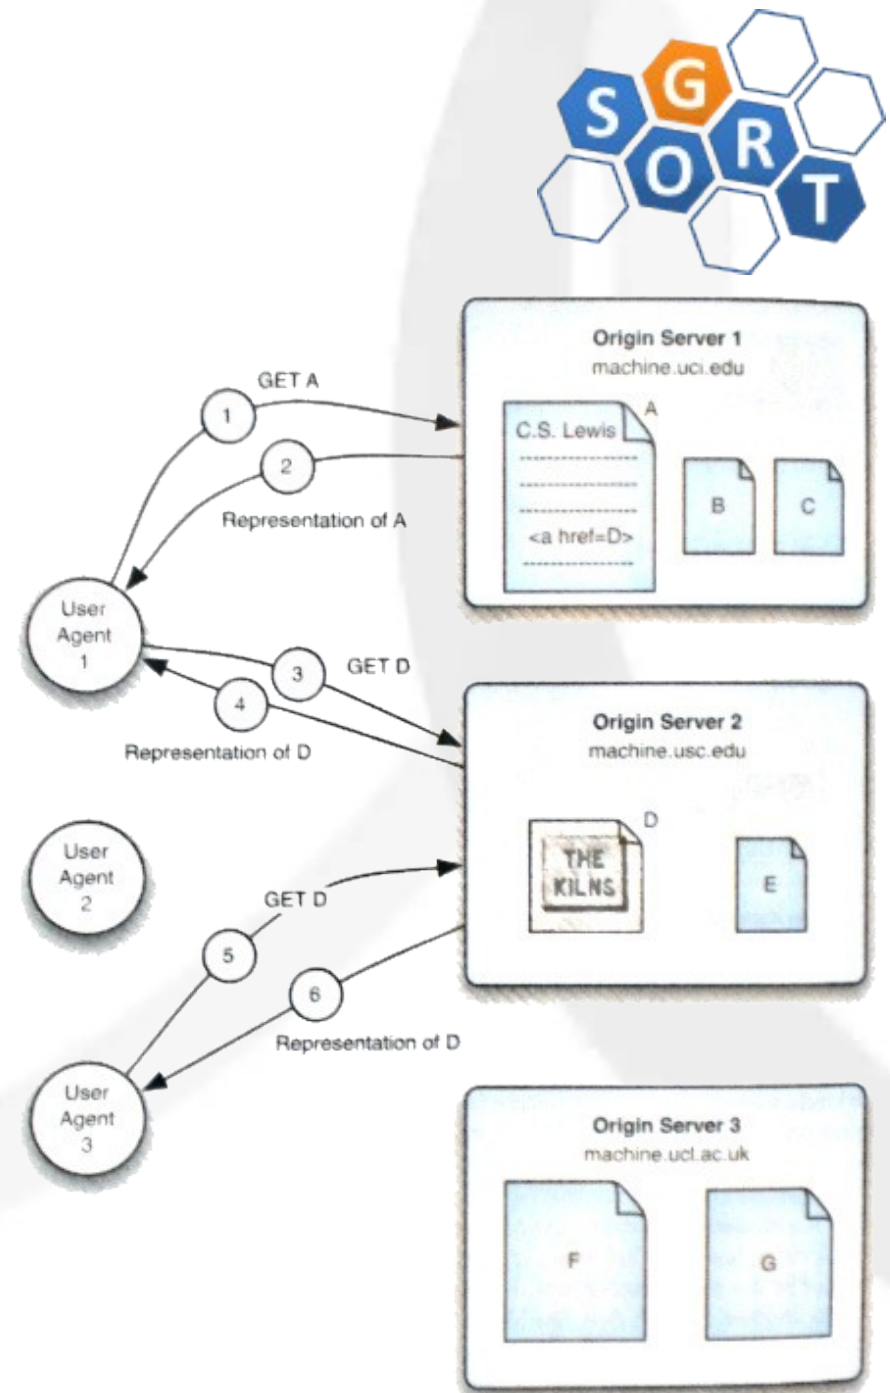 S G O R T
Origin Server 1
machine.uci.edu
GET A
1
A
C.S. Lewis
2
B
C
Representation of A
<a href=D>
User
Agent
1
3
GET D
4
Representation of D
Origin Server 2
machine.usc.edu
D
THE
KILNS
E
User
Agent
2
GET D
5
6
Representation of D
User
Agent
3
Origin Server 3
machine.ucl.ac.uk
F
G